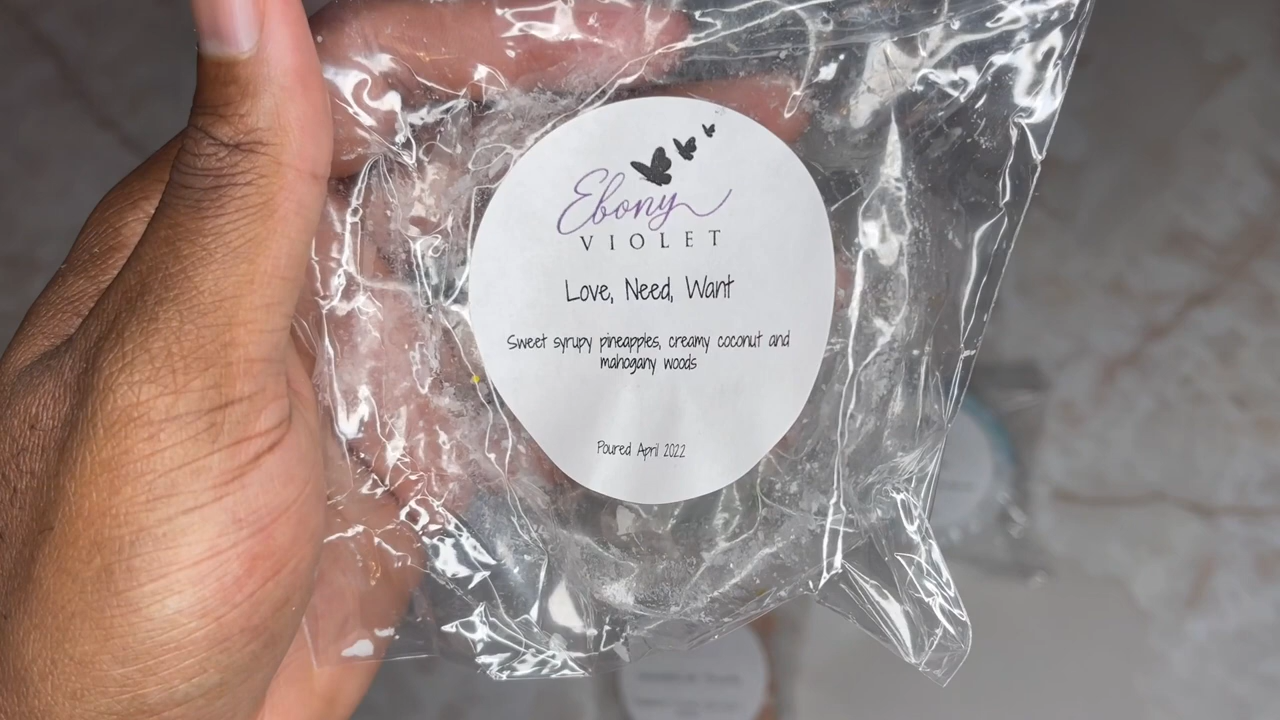 Ebony
VIOLET
Love, Need, Want
Sweet syrupy pineapples, creamy coconut and
mahogany woods
Poured April 2022